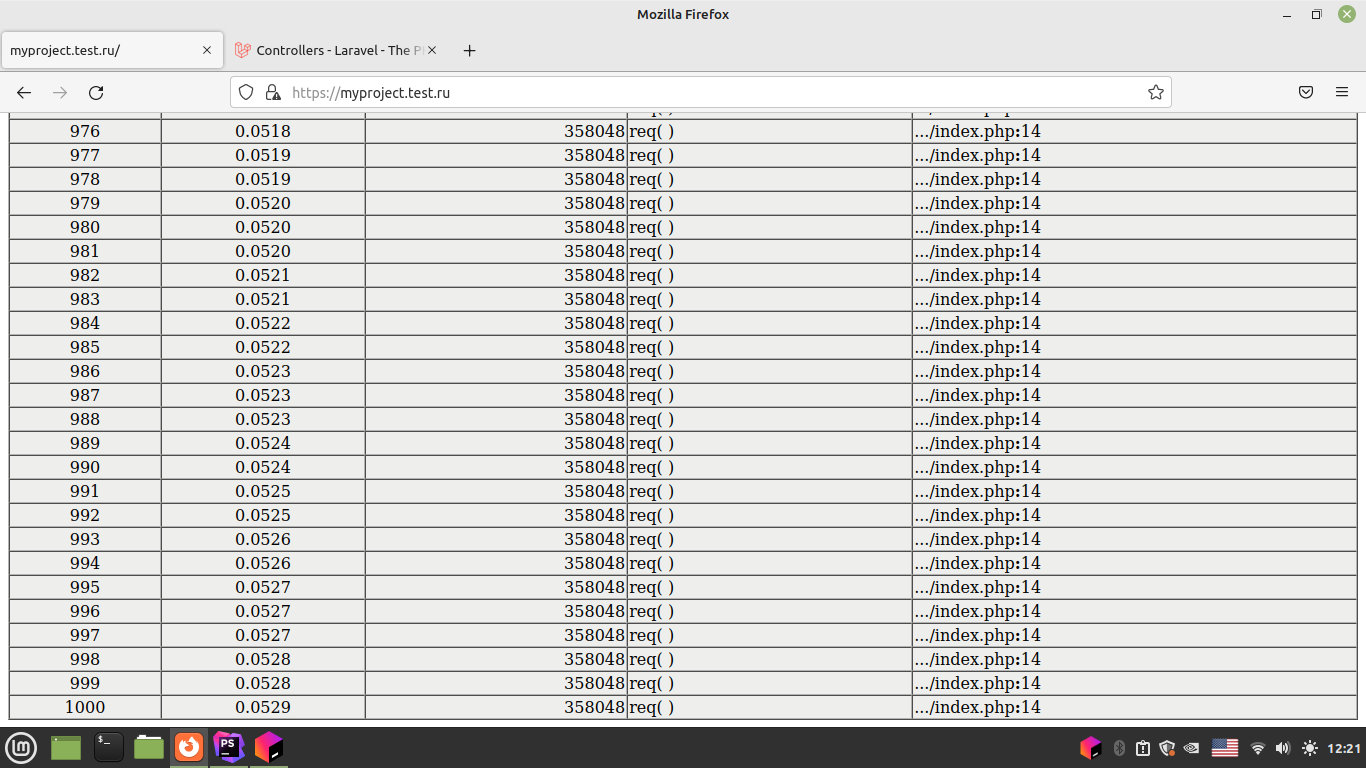 Mozilla Firefox
myproject.test.ru/
Controllers - Laravel - The P
https://myproject.test.ru
976 0.0518 358048 req( ) .../index.php:14
977 0.0519 358048 req( ) .../index.php:14
978 0.0519 358048 req( ) .../index.php:14
979 0.0520 358048 req( ) .../index.php:14
980 0.0520 358048 req( ) .../index.php:14
981 0.0520 358048 req( ) .../index.php:14
982 0.0521 358048 req( ) .../index.php:14
983 0.0521 358048 req( ) .../index.php:14
984 0.0522 358048 req( ) .../index.php:14
985 0.0522 358048 req( ) .../index.php:14
986 0.0523 358048 req( ) .../index.php:14
987 0.0523 358048 req( ) .../index.php:14
988 0.0523 358048 req( ) .../index.php:14
989 0.0524 358048 req( ) .../index.php:14
990 0.0524 358048 req( ) .../index.php:14
991 0.0525 358048 req( ) .../index.php:14
992 0.0525 358048 req( ) .../index.php:14
993 0.0526 358048 req( ) .../index.php:14
994 0.0526 358048 req( ) .../index.php:14
995 0.0527 358048 req( ) .../index.php:14
996 0.0527 358048 req( ) .../index.php:14
997 0.0527 358048 req( ) .../index.php:14
998 0.0528 358048 req( ) .../index.php:14
999 0.0528 358048 req( ) .../index.php:14
1000 0.0529 358048 req( ) .../index.php:14
PS
12:21